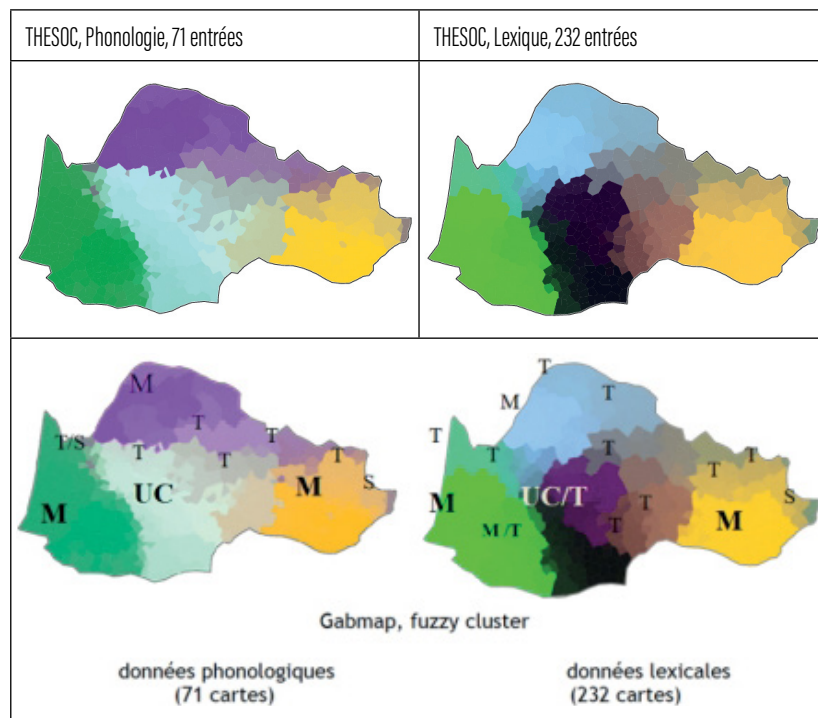 THESOC, Phonologie, 71 entrées
THESOC, Lexique, 232 entrées
M
T
T
T/S
T
T
T
UC
M
M
S
T
M
T
T
T
T
T
T
UC/T
T
M
M/T
T
M
S
Gabmap, fuzzy cluster
données phonologiques
(71 cartes)
données lexicales
(232 cartes)